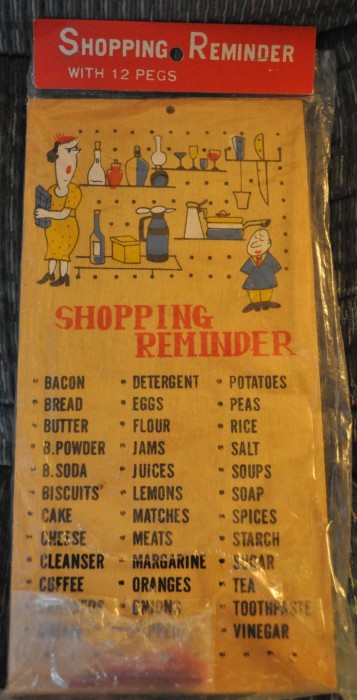 SHOPPING REMINDER
WITH 12 PEGS
SHOPPING
REMINDER
BACON
BREAD
BUTTER
B.POWDER
B.SODA
BISCUITS
CAKE
CHEESE
CLEANSER
COFFEE
DETERGENT
EGGS
FLOUR
JAMS
JUICES
LEMONS
MATCHES
MEATS
MARGARINE
ORANGES
ONIONS
POTATOES
PEAS
RICE
SALT
SOUPS
SOAP
SPICES
STARCH
SUGAR
TEA
TOOTHPASTE
VINEGAR